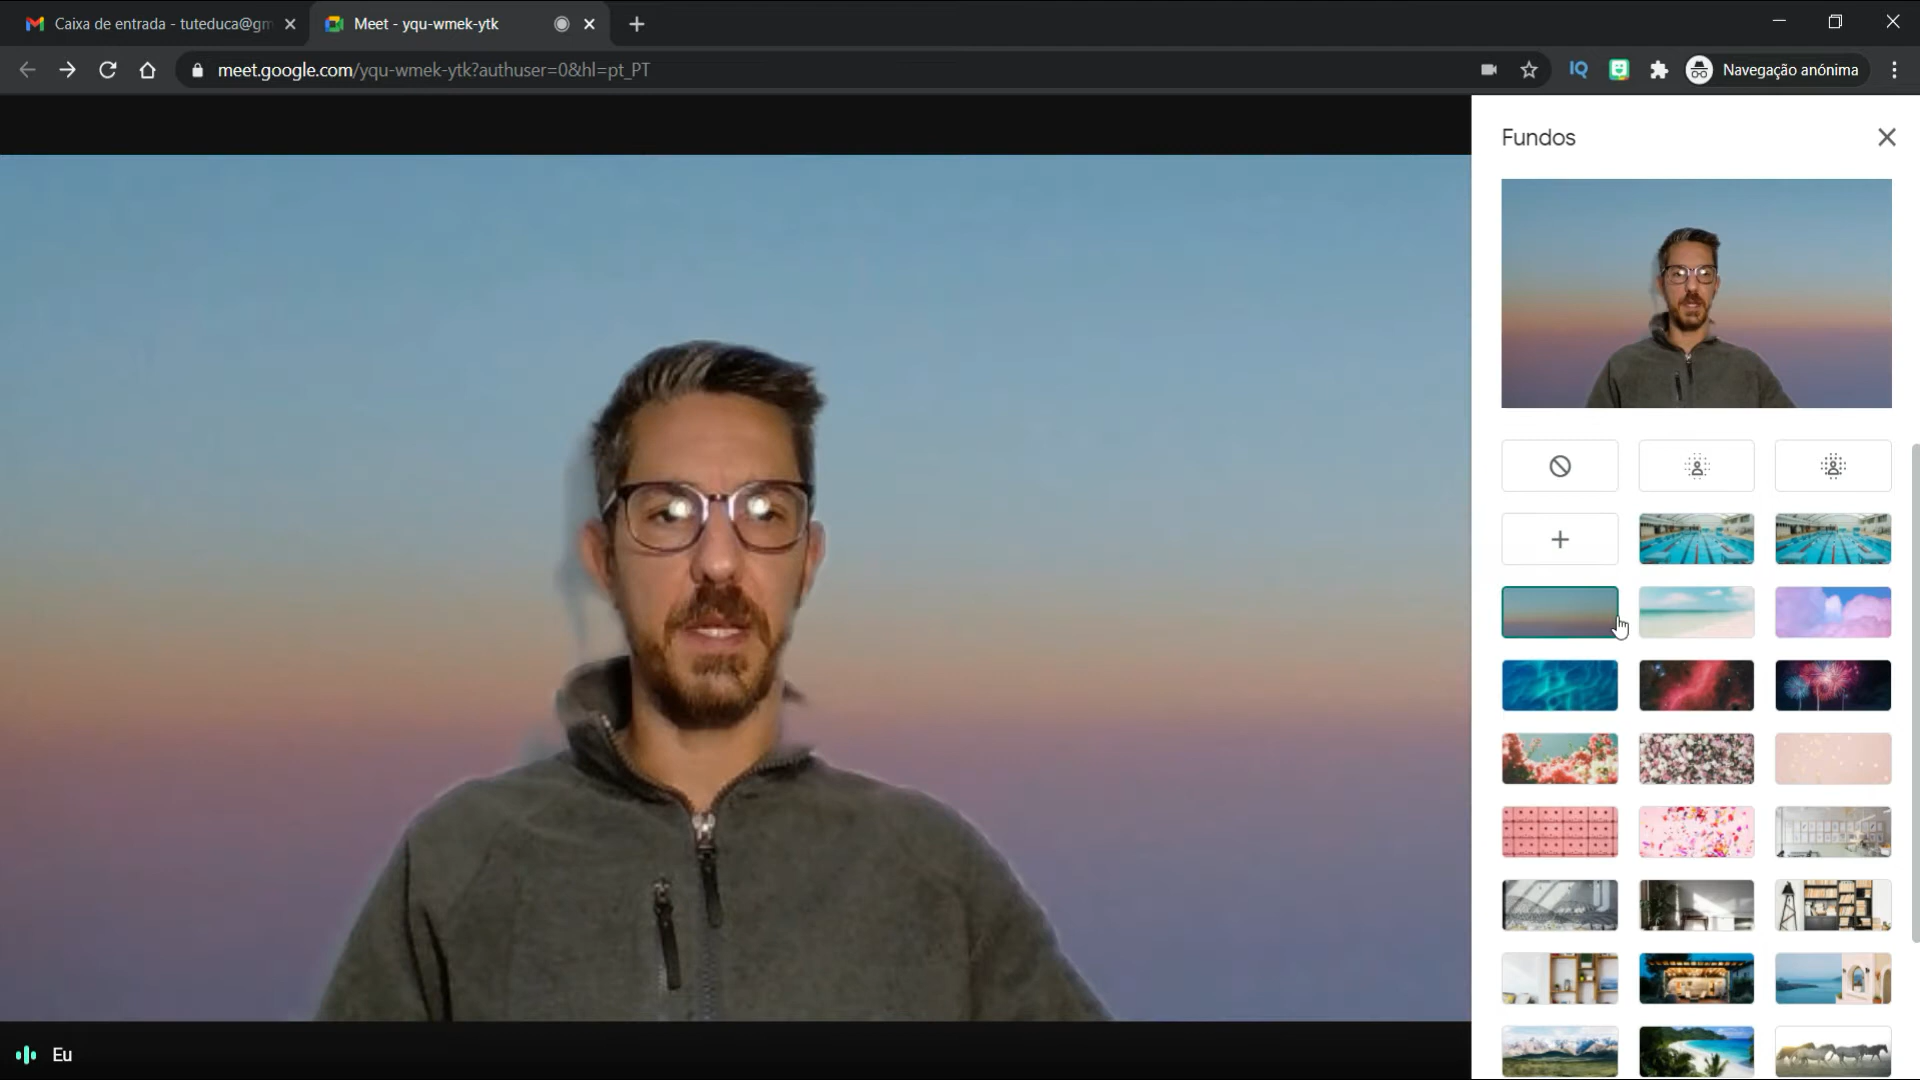 Caixa de entrada - tuteduca@gm
Meet - yqu-wmek-ytk
meet.google.com/yqu-wmek-ytk?authuser=0&hl=pt_PT
IQ
Navegação anónima
Fundos
Eu